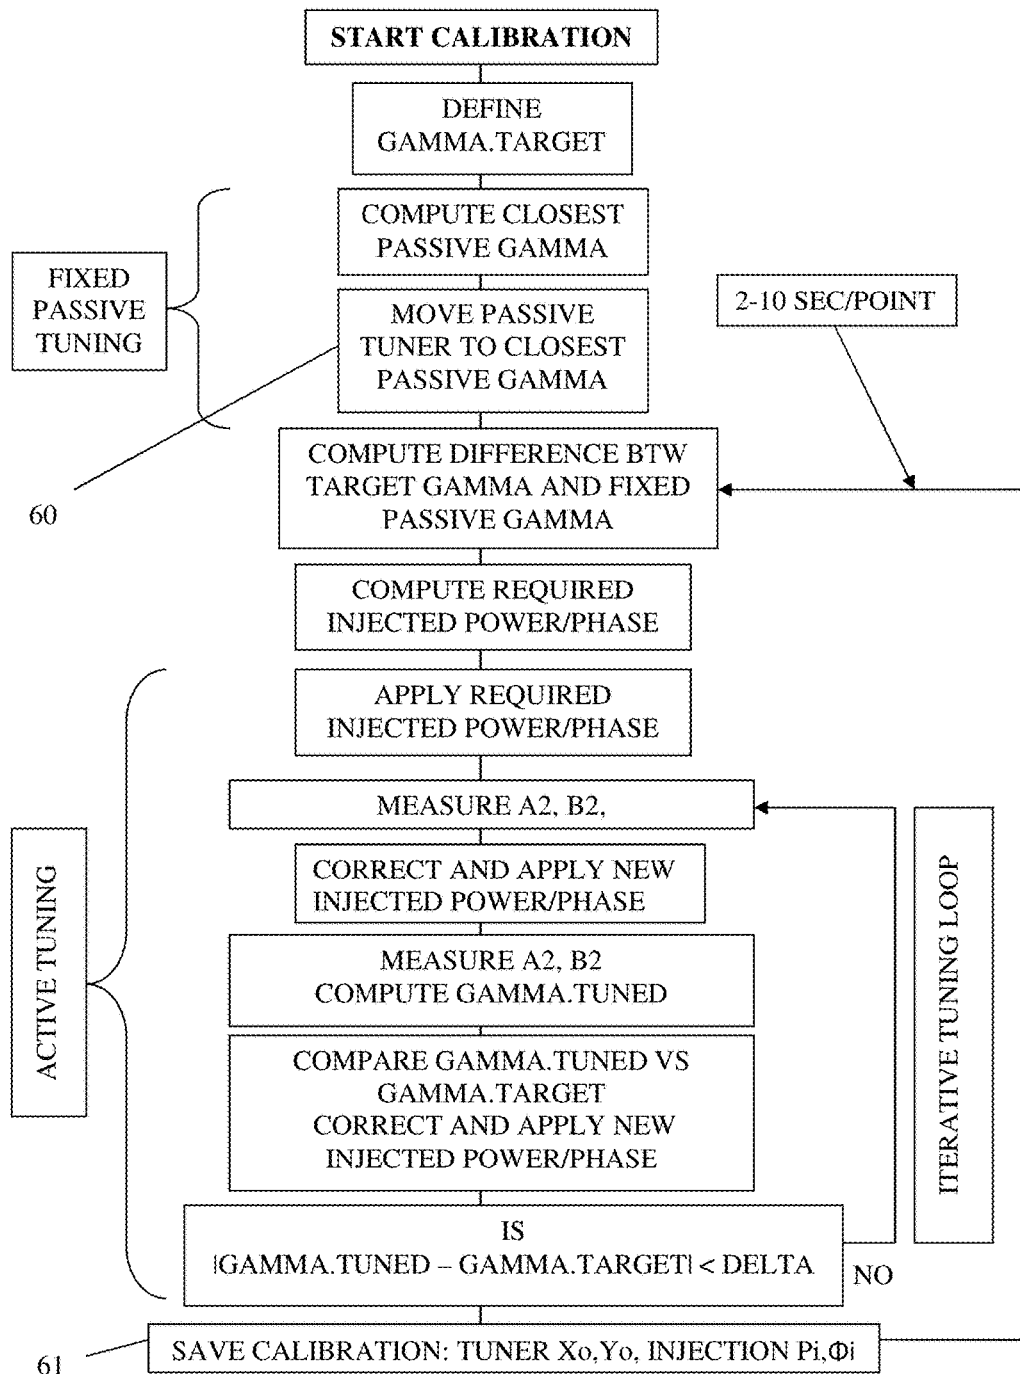 START CALIBRATION
DEFINE
GAMMA.TARGET
COMPUTE CLOSEST
PASSIVE GAMMA
FIXED
PASSIVE
TUNING
MOVE PASSIVE
TUNER TO CLOSEST
PASSIVE GAMMA
2-10 SEC/POINT
60
COMPUTE DIFFERENCE BTW
TARGET GAMMA AND FIXED
PASSIVE GAMMA
COMPUTE REQUIRED
INJECTED POWER/PHASE
APPLY REQUIRED
INJECTED POWER/PHASE
MEASURE A2, B2,
CORRECT AND APPLY NEW
INJECTED POWER/PHASE
MEASURE A2, B2
COMPUTE GAMMA.TUNED
COMPARE GAMMA.TUNED VS
GAMMA.TARGET
CORRECT AND APPLY NEW
INJECTED POWER/PHASE
ACTIVE TUNING
ITERATIVE TUNING LOOP
IS
|GAMMA.TUNED – GAMMA.TARGET| < DELTA
NO
SAVE CALIBRATION: TUNER Xo,Yo, INJECTION Pi,Φi
61